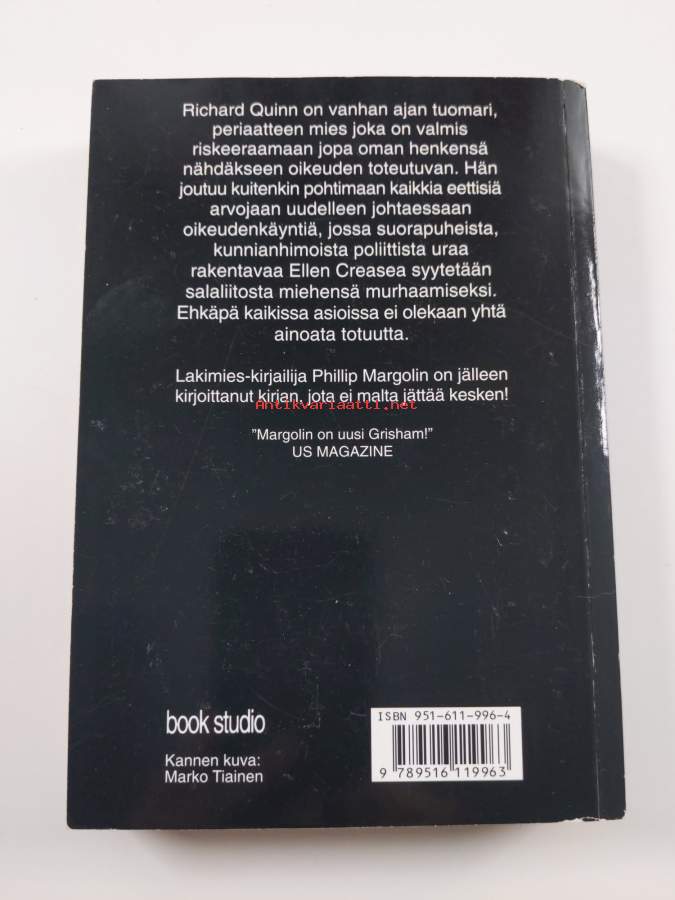 Richard Quinn on vanhan ajan tuomari,
periaatteen mies joka on valmis
riskeeraamaan jopa oman henkensä
nähdäkseen oikeuden toteutuvan. Hän
joutuu kuitenkin pohtimaan kaikkia eettisiä
arvojaan uudelleen johtaessaan
oikeudenkäyntiä, jossa suorapuheista,
kunnianhimoista poliittista uraa
rakentavaa Ellen Creasea syytetään
salaliitosta miehensä murhaamiseksi.
Ehkäpä kaikissa asioissa ei olekaan yhtä
ainoata totuutta.
Lakimies-kirjailija Phillip Margolin on jälleen
kirjoittanut kirjan, jota ei malta jättää kesken!
Antikvariaatti.net
”Margolin on uusi Grisham!”
US MAGAZINE
book studio
Kannen kuva:
Marko Tiainen
ISBN 951-611-996-4
9 789516 119963